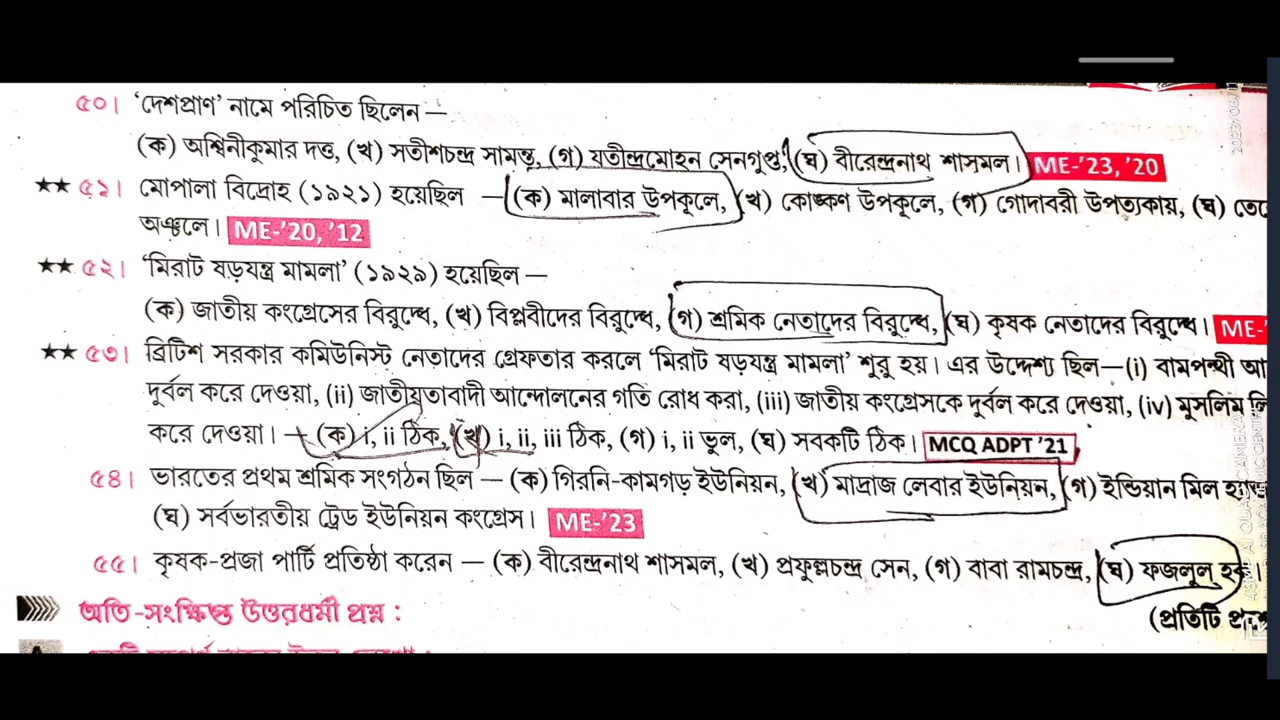 ৫০। ‘দেশপ্রাণ’ নামে পরিচিত ছিলেন —
(ক) অশ্বিনীকুমার দত্ত, (খ) সতীশচন্দ্র সামন্ত, (গ) যতীন্দ্রমোহন সেনগুপ্ত, (ঘ) বীরেন্দ্রনাথ শাসমল। ME-’23, ’20
★★ ৫১। মোপালা বিদ্রোহ (১৯২১) হয়েছিল — (ক) মালাবার উপকূলে, (খ) কোঙ্কণ উপকূলে, (গ) গোদাবরী উপত্যকায়, (ঘ)
অঞ্চলে। ME-’20, ’12
★★ ৫২। ‘মিরাট ষড়যন্ত্র মামলা’ (১৯২৯) হয়েছিল —
(ক) জাতীয় কংগ্রেসের বিরুদ্ধে, (খ) বিপ্লবীদের বিরুদ্ধে, (গ) শ্রমিক নেতাদের বিরুদ্ধে, (ঘ) কৃষক নেতাদের বিরুদ্ধে। ME-’
★★ ৫৩। ব্রিটিশ সরকার কমিউনিস্ট নেতাদের গ্রেফতার করলে ‘মিরাট ষড়যন্ত্র মামলা’ শুরু হয়। এর উদ্দেশ্য ছিল—(i) বামপন্থী
দুর্বল করে দেওয়া, (ii) জাতীয়তাবাদী আন্দোলনের গতি রোধ করা, (iii) জাতীয় কংগ্রেসকে দুর্বল করে দেওয়া, (iv) মুসলিম
করে দেওয়া। — (ক) i, ii ঠিক, (খ) i, ii, iii ঠিক, (গ) i, ii ভুল, (ঘ) সবকটি ঠিক। MCQ ADPT ’21
৫৪। ভারতের প্রথম শ্রমিক সংগঠন ছিল — (ক) গিরনি-কামগড় ইউনিয়ন, (খ) মাদ্রাজ লেবার ইউনিয়ন, (গ) ইন্ডিয়ান মিল
(ঘ) সর্বভারতীয় ট্রেড ইউনিয়ন কংগ্রেস। ME-’23
৫৫। কৃষক-প্রজা পার্টি প্রতিষ্ঠা করেন — (ক) বীরেন্দ্রনাথ শাসমল, (খ) প্রফুল্লচন্দ্র সেন, (গ) বাবা রামচন্দ্র, (ঘ) ফজলুল হক।
অতি-সংক্ষিপ্ত উত্তরধর্মী প্রশ্ন :
(প্রতিটি